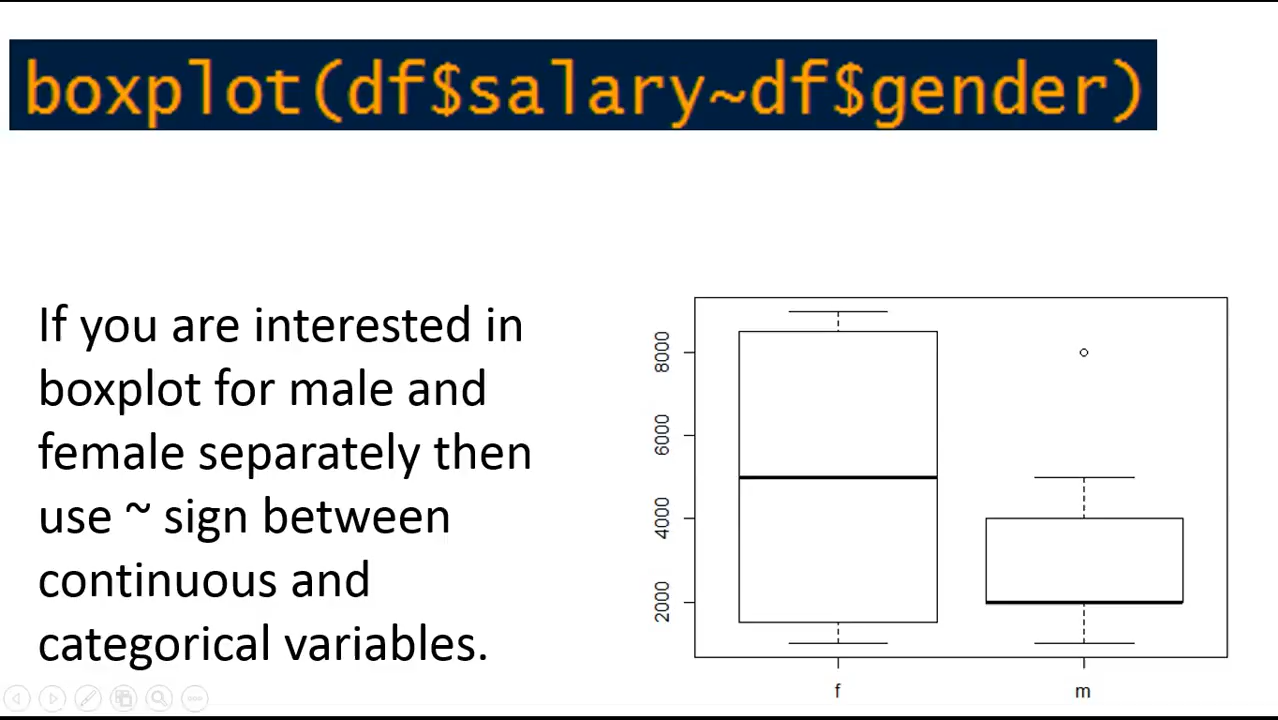 boxplot(df$salary~df$gender)
If you are interested in
boxplot for male and
female separately then
use ~ sign between
continuous and
categorical variables.
8000
6000
4000
2000
f
m